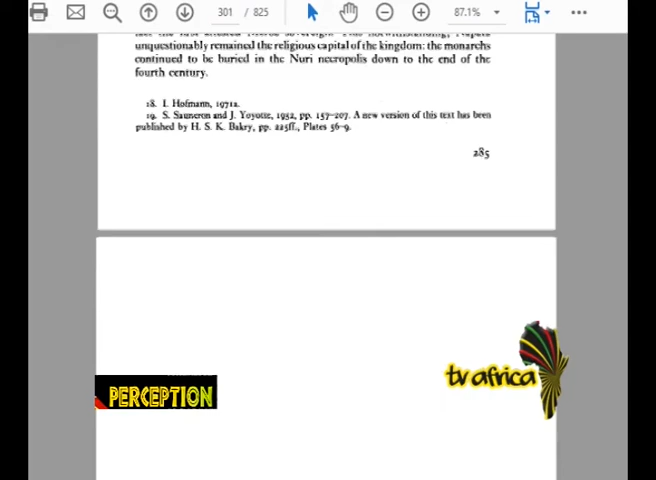 301 / 825
87.1%
unquestionably remained the religious capital of the kingdom: the monarchs
continued to be buried in the Nuri necropolis down to the end of the
fourth century.
18. I. Hofmann, 1971a.
19. S. Sauneron and J. Yoyotte, 1952, pp. 157-207. A new version of this text has been
published by H. S. K. Bakry, pp. 225ff., Plates 56-9.
285
PERCEPTION
tv africa